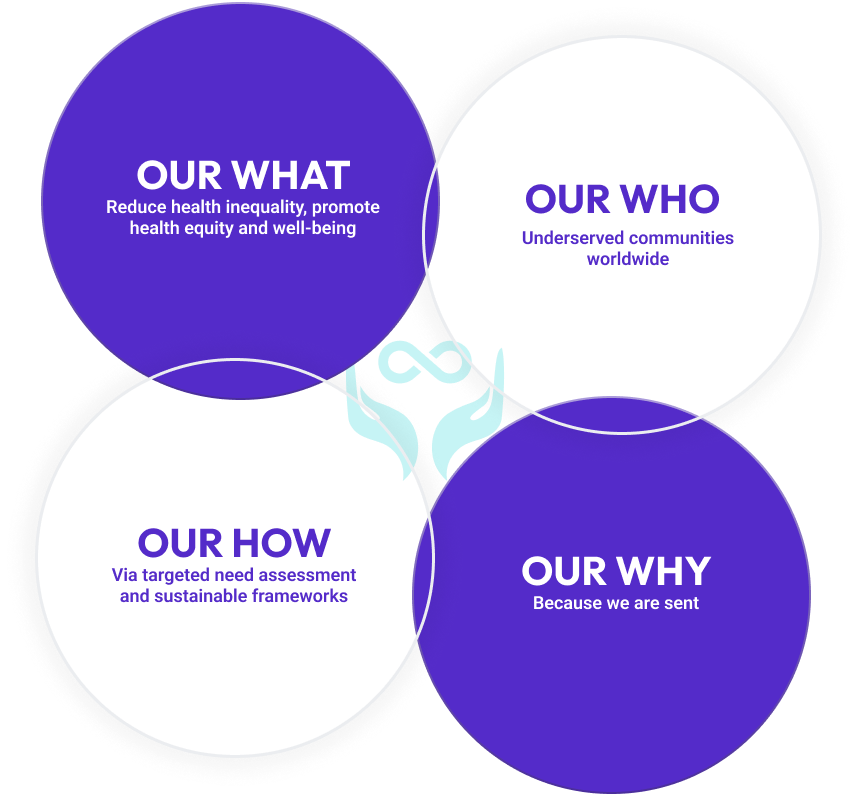 OUR WHAT
Reduce health inequality, promote
health equity and well-being
OUR WHO
Underserved communities
worldwide
OUR HOW
Via targeted need assessment
and sustainable frameworks
OUR WHY
Because we are sent